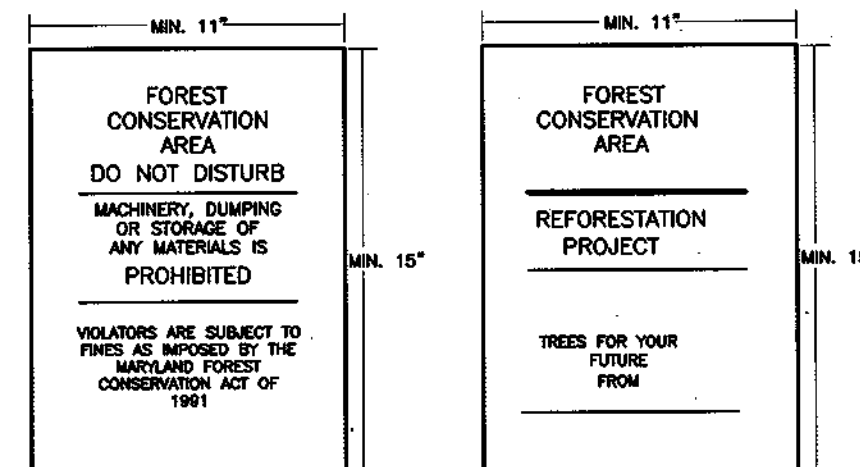 MIN. 11"
FOREST
CONSERVATION
AREA
DO NOT DISTURB
MACHINERY, DUMPING
OR STORAGE OF
ANY MATERIALS IS
PROHIBITED
VIOLATORS ARE SUBJECT TO
FINES AS IMPOSED BY THE
MARYLAND FOREST
CONSERVATION ACT OF
1991
MIN. 15"
MIN. 11"
FOREST
CONSERVATION
AREA
REFORESTATION
PROJECT
TREES FOR YOUR
FUTURE
FROM
MIN. 15